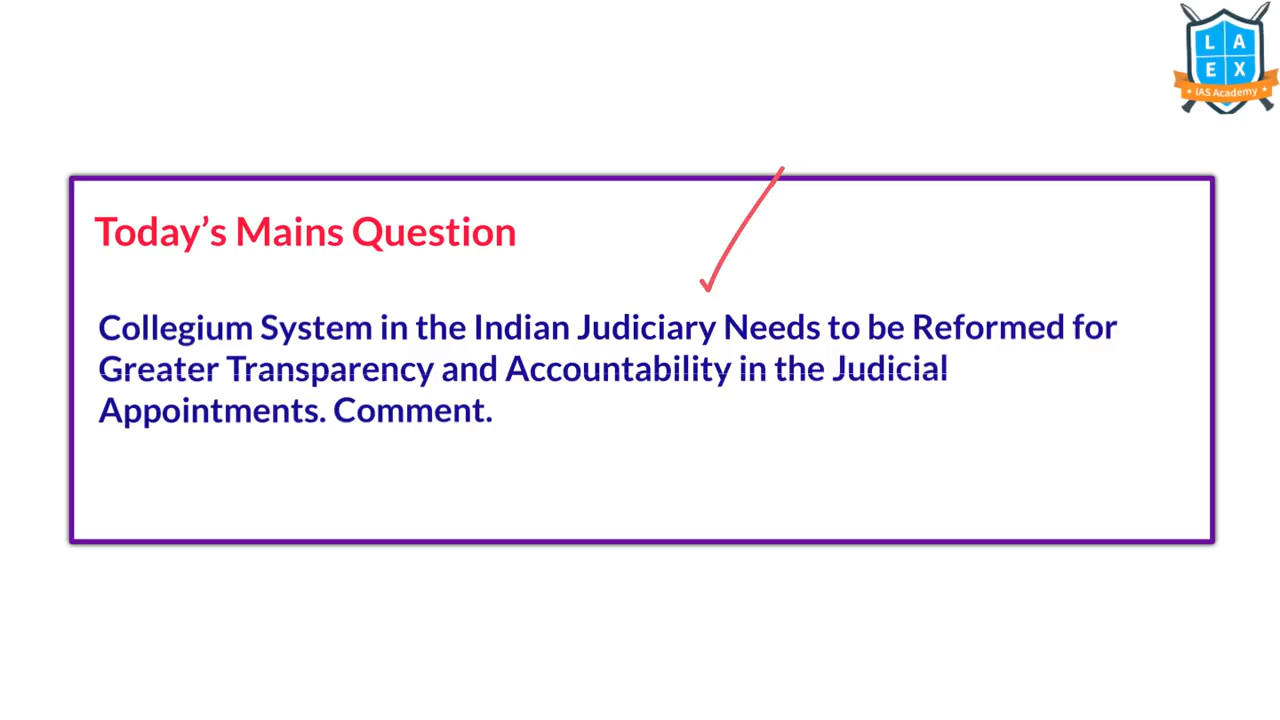 L A
E X
IAS Academy
Today's Mains Question
Collegium System in the Indian Judiciary Needs to be Reformed for
Greater Transparency and Accountability in the Judicial
Appointments. Comment.